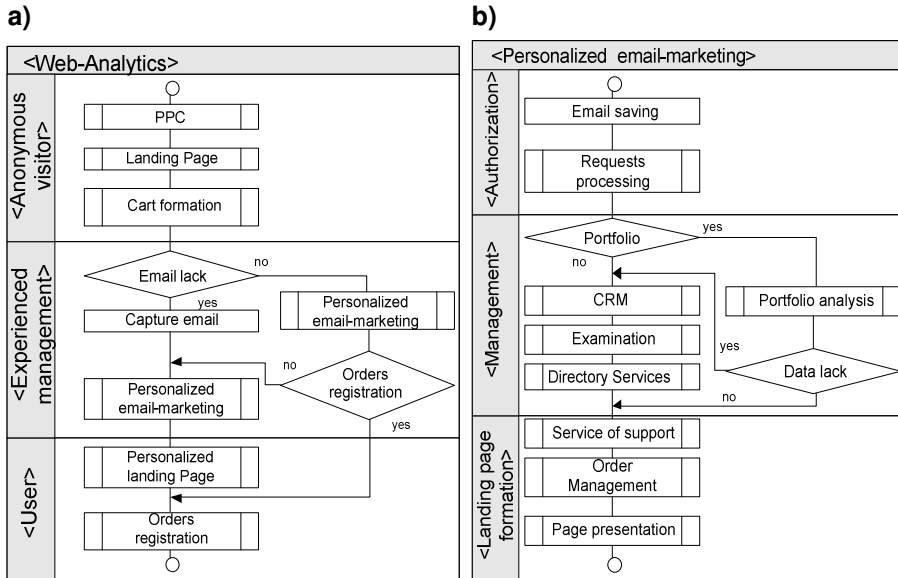 a)
<Web-Analytics>
<Anonymous
visitor>
PPC
Landing Page
Cart formation
<Experienced
management>
Email lack
no
yes
Capture email
Personalized
email-marketing
no
Orders
registration
Personalized
email-marketing
yes
<User>
Personalized
landing Page
Orders
registration
b)
<Personalized email-marketing>
<Authorization>
Email saving
Requests
processing
<Management>
Portfolio
yes
no
CRM
Portfolio analysis
Examination
yes
Directory Services
Data lack
no
<Landing page
formation>
Service of support
Order
Management
Page presentation